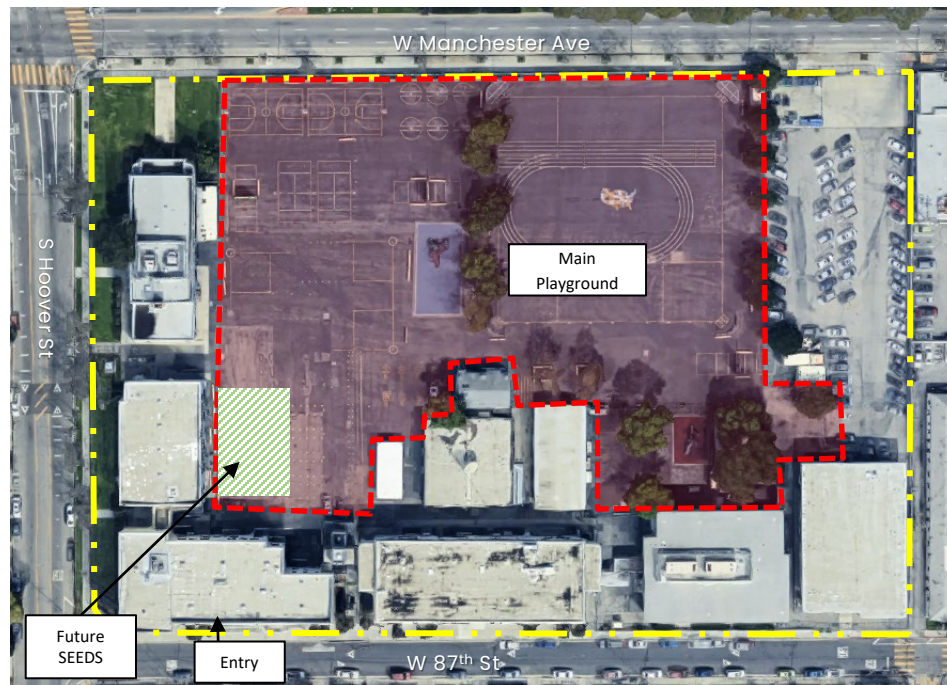 W Manchester Ave
S Hoover St
Main
Playground
Future
SEEDS
Entry
W 87th St